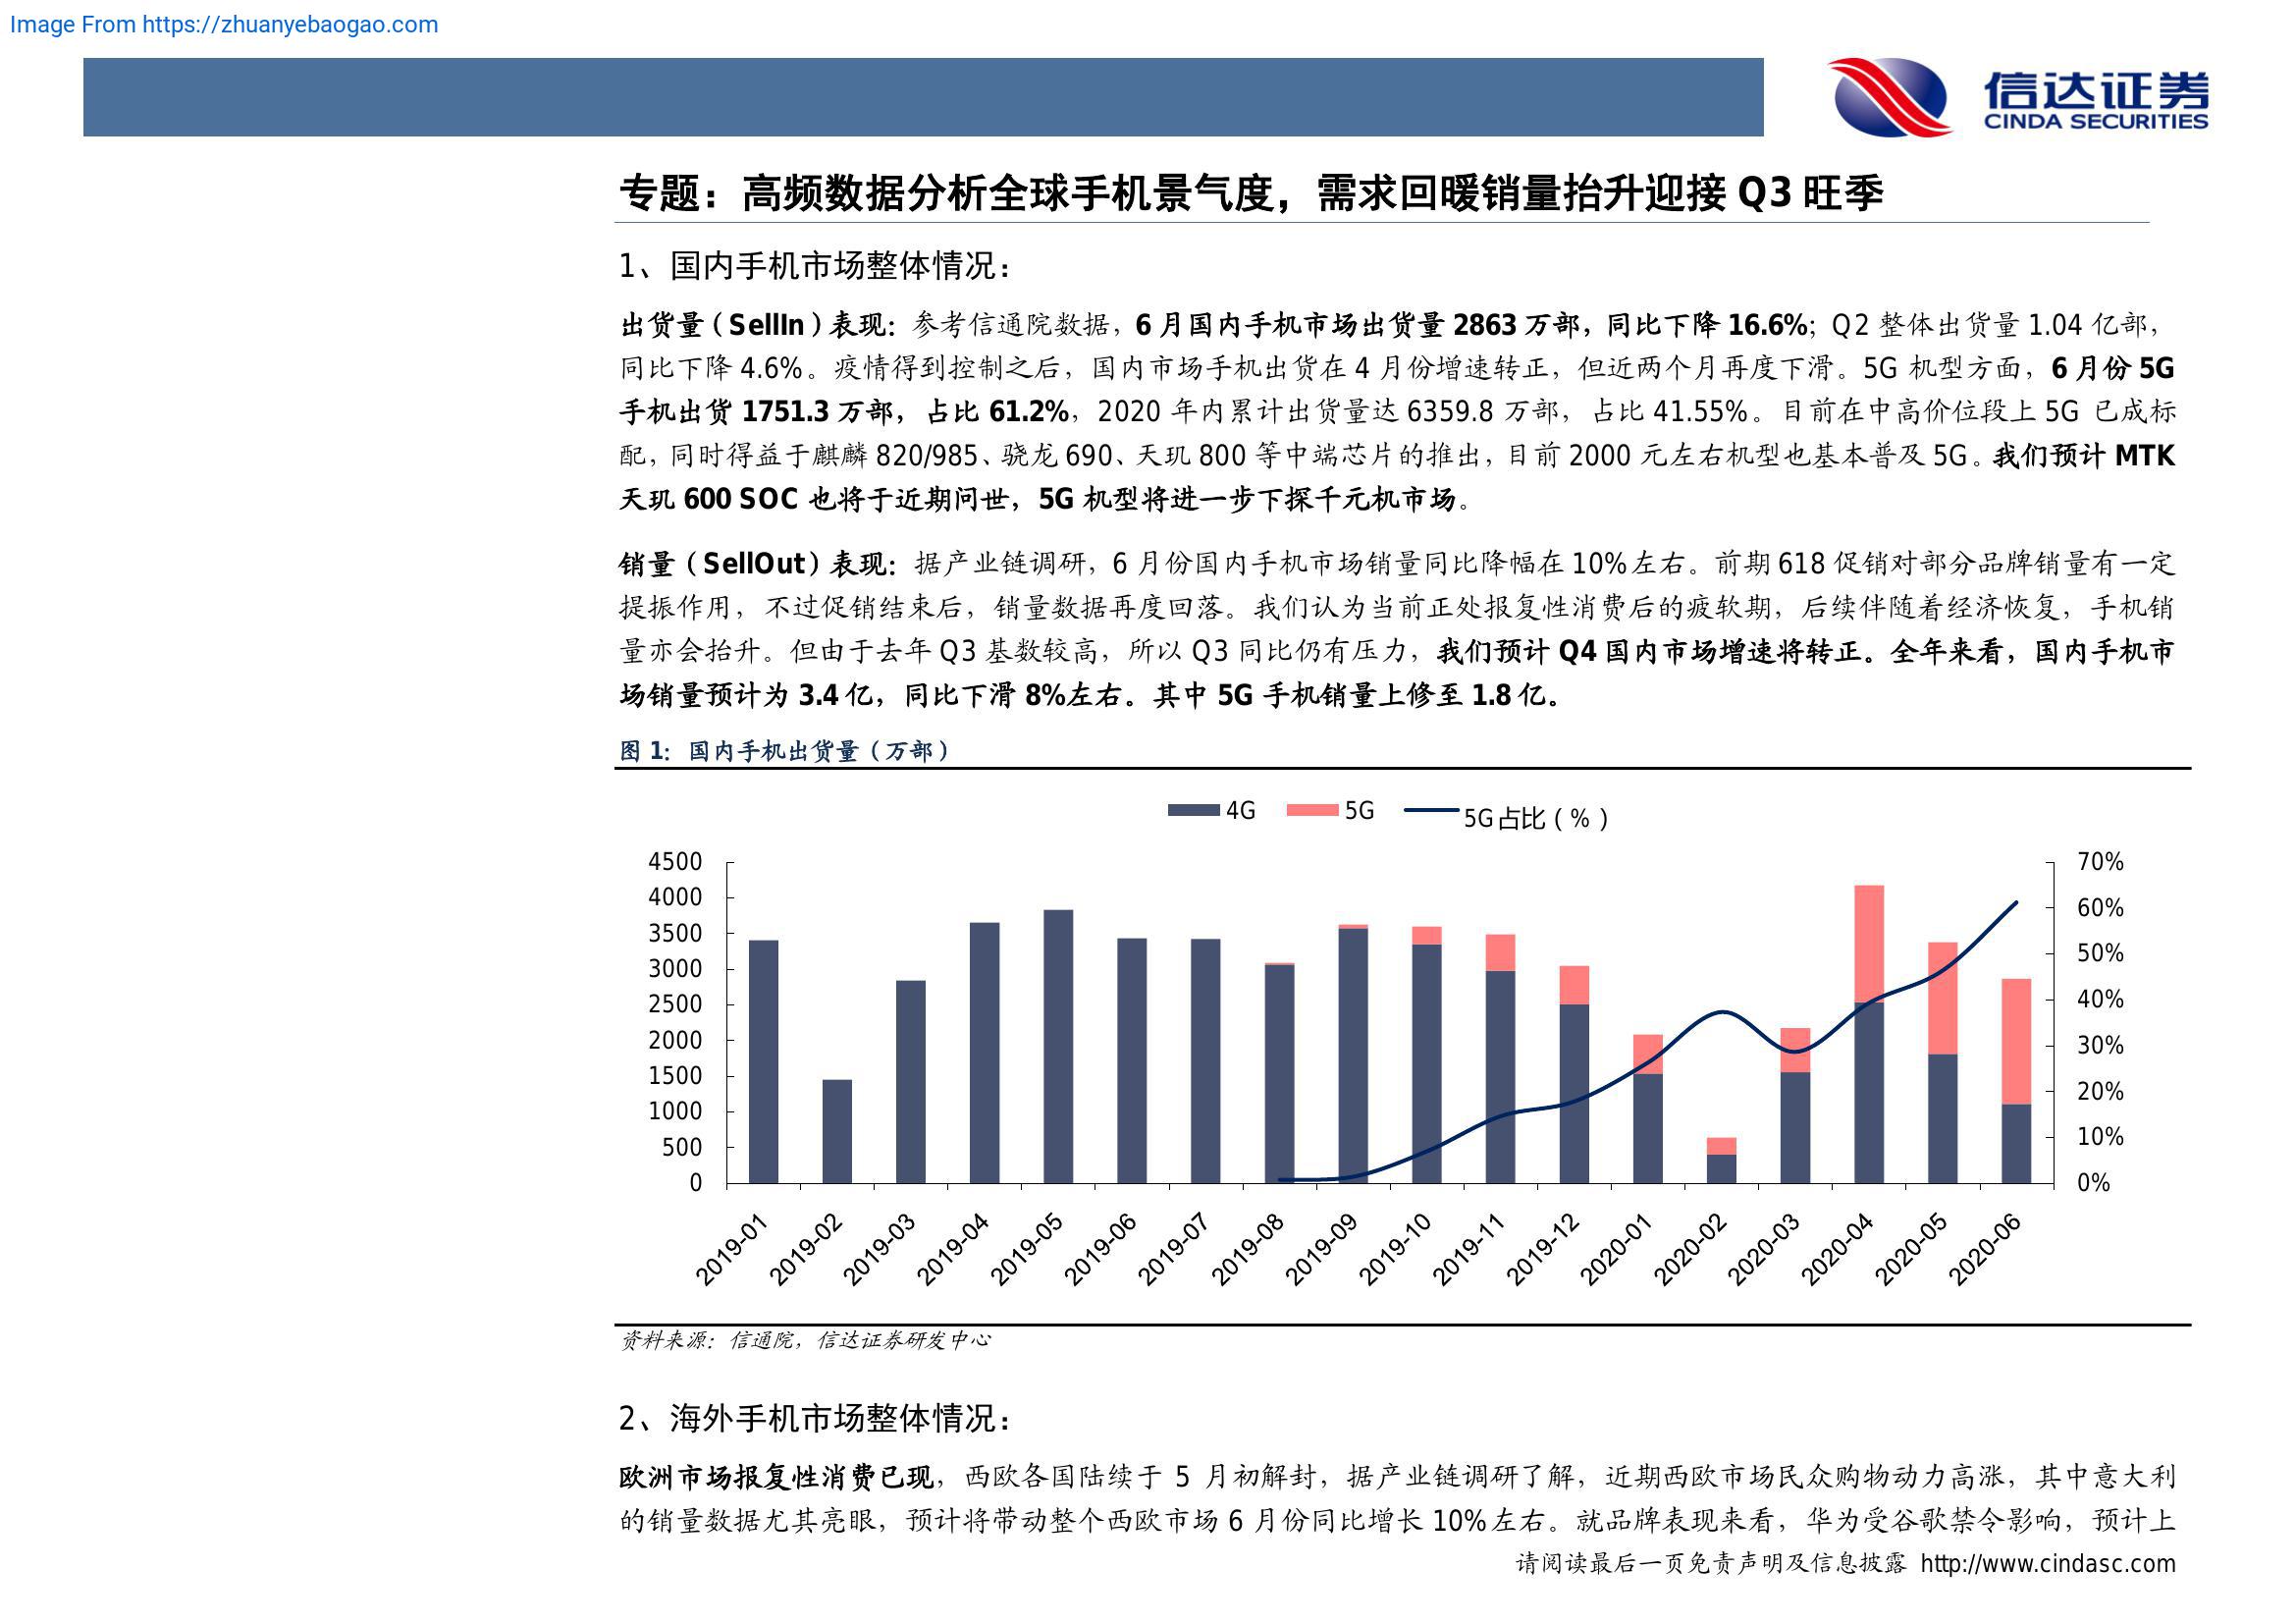 Image From https://zhuanyebaogao.com
信达证券
CINDA SECURITIES
专题：高频数据分析全球手机景气度，需求回暖销量抬升迎接 Q3 旺季
1、国内手机市场整体情况：
出货量（SellIn）表现：参考信通院数据，6 月国内手机市场出货量 2863 万部，同比下降 16.6%；Q2 整体出货量 1.04 亿部，
同比下降 4.6%。疫情得到控制之后，国内市场手机出货在 4 月份增速转正，但近两个月再度下滑。5G 机型方面，6 月份 5G
手机出货 1751.3 万部，占比 61.2%，2020 年内累计出货量达 6359.8 万部，占比 41.55%。目前在中高价位段上 5G 已成标
配，同时得益于麒麟 820/985、骁龙 690、天玑 800 等中端芯片的推出，目前 2000 元左右机型也基本普及 5G。我们预计 MTK
天玑 600 SOC 也将于近期问世，5G 机型将进一步下探千元机市场。
销量（SellOut）表现：据产业链调研，6 月份国内手机市场销量同比降幅在 10%左右。前期 618 促销对部分品牌销量有一定
提振作用，不过促销结束后，销量数据再度回落。我们认为当前正处报复性消费后的疲软期，后续伴随着经济恢复，手机销
量亦会抬升。但由于去年 Q3 基数较高，所以 Q3 同比仍有压力，我们预计 Q4 国内市场增速将转正。全年来看，国内手机市
场销量预计为 3.4 亿，同比下滑 8%左右。其中 5G 手机销量上修至 1.8 亿。
图 1：国内手机出货量（万部）
4G 5G 5G占比（%）
4500 70%
4000 60%
3500 50%
3000 40%
2500 30%
2000 20%
1500 10%
1000 0%
500
0
2019-01 2019-02 2019-03 2019-04 2019-05 2019-06 2019-07 2019-08 2019-09 2019-10 2019-11 2019-12 2020-01 2020-02 2020-03 2020-04 2020-05 2020-06
资料来源：信通院，信达证券研发中心
2、海外手机市场整体情况：
欧洲市场报复性消费已现，西欧各国陆续于 5 月初解封，据产业链调研了解，近期西欧市场民众购物动力高涨，其中意大利
的销量数据尤其亮眼，预计将带动整个西欧市场 6 月份同比增长 10%左右。就品牌表现来看，华为受谷歌禁令影响，预计上
请阅读最后一页免责声明及信息披露 http://www.cindasc.com